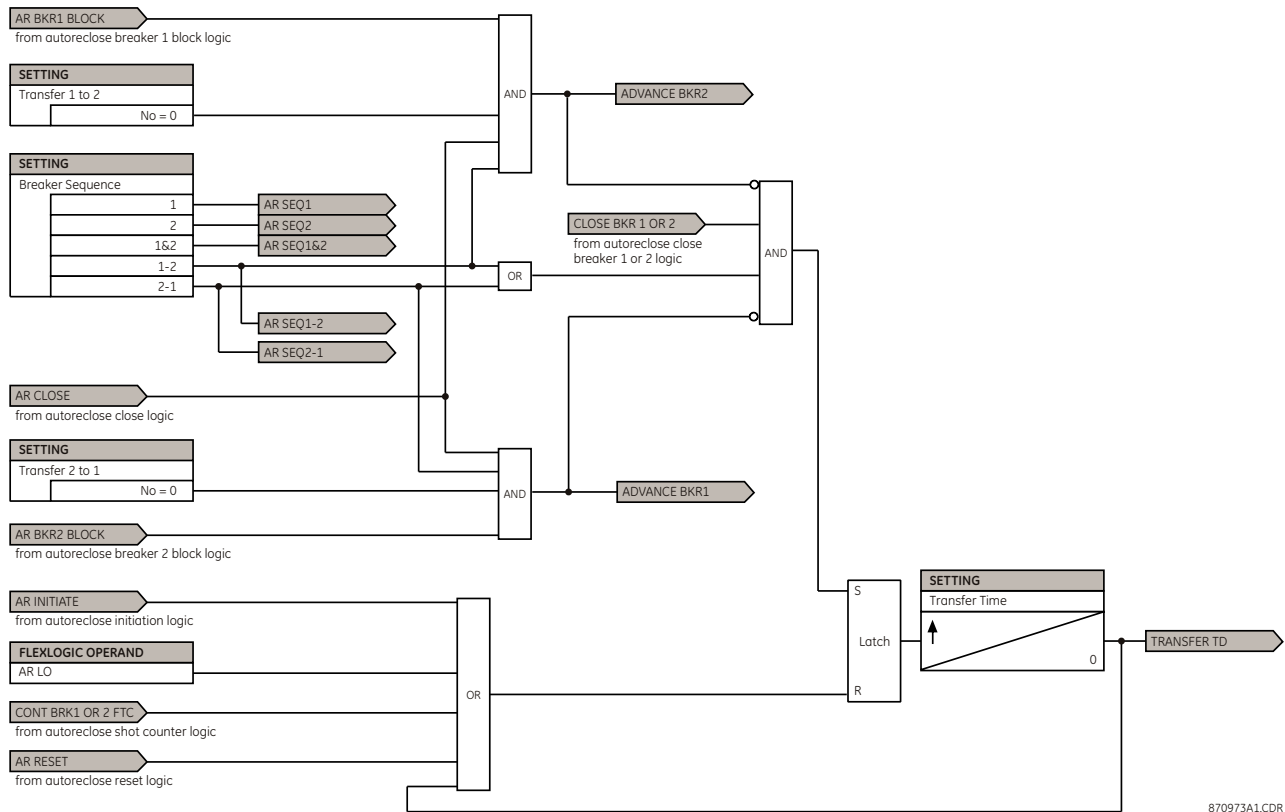 AR BKR1 BLOCK
from autoreclose breaker 1 block logic
SETTING
Transfer 1 to 2
No = 0
AND
ADVANCE BKR2
SETTING
Breaker Sequence
1
2
1&2
1-2
2-1
AR SEQ1
AR SEQ2
AR SEQ1&2
OR
CLOSE BKR 1 OR 2
from autoreclose close
breaker 1 or 2 logic
AND
AR SEQ1-2
AR SEQ2-1
AR CLOSE
from autoreclose close logic
SETTING
Transfer 2 to 1
No = 0
AND
ADVANCE BKR1
AR BKR2 BLOCK
from autoreclose breaker 2 block logic
AR INITIATE
from autoreclose initiation logic
FLEXLOGIC OPERAND
AR LO
CONT BRK1 OR 2 FTC
from autoreclose shot counter logic
AR RESET
from autoreclose reset logic
OR
S
Latch
R
SETTING
Transfer Time
0
TRANSFER TD
870973A1.CDR